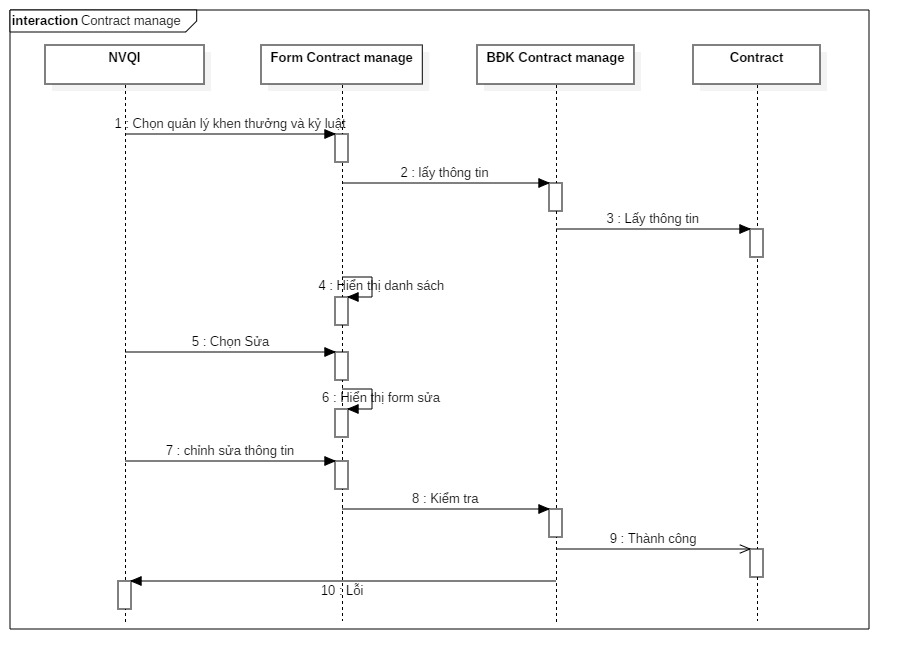 interaction Contract manage
NVQl
Form Contract manage
BĐK Contract manage
Contract
1 : Chọn quản lý khen thưởng và kỷ luật
2 : lấy thông tin
3 : Lấy thông tin
4 : Hiển thị danh sách
5 : Chọn Sửa
6 : Hiển thị form sửa
7 : chỉnh sửa thông tin
8 : Kiểm tra
9 : Thành công
10 : Lỗi